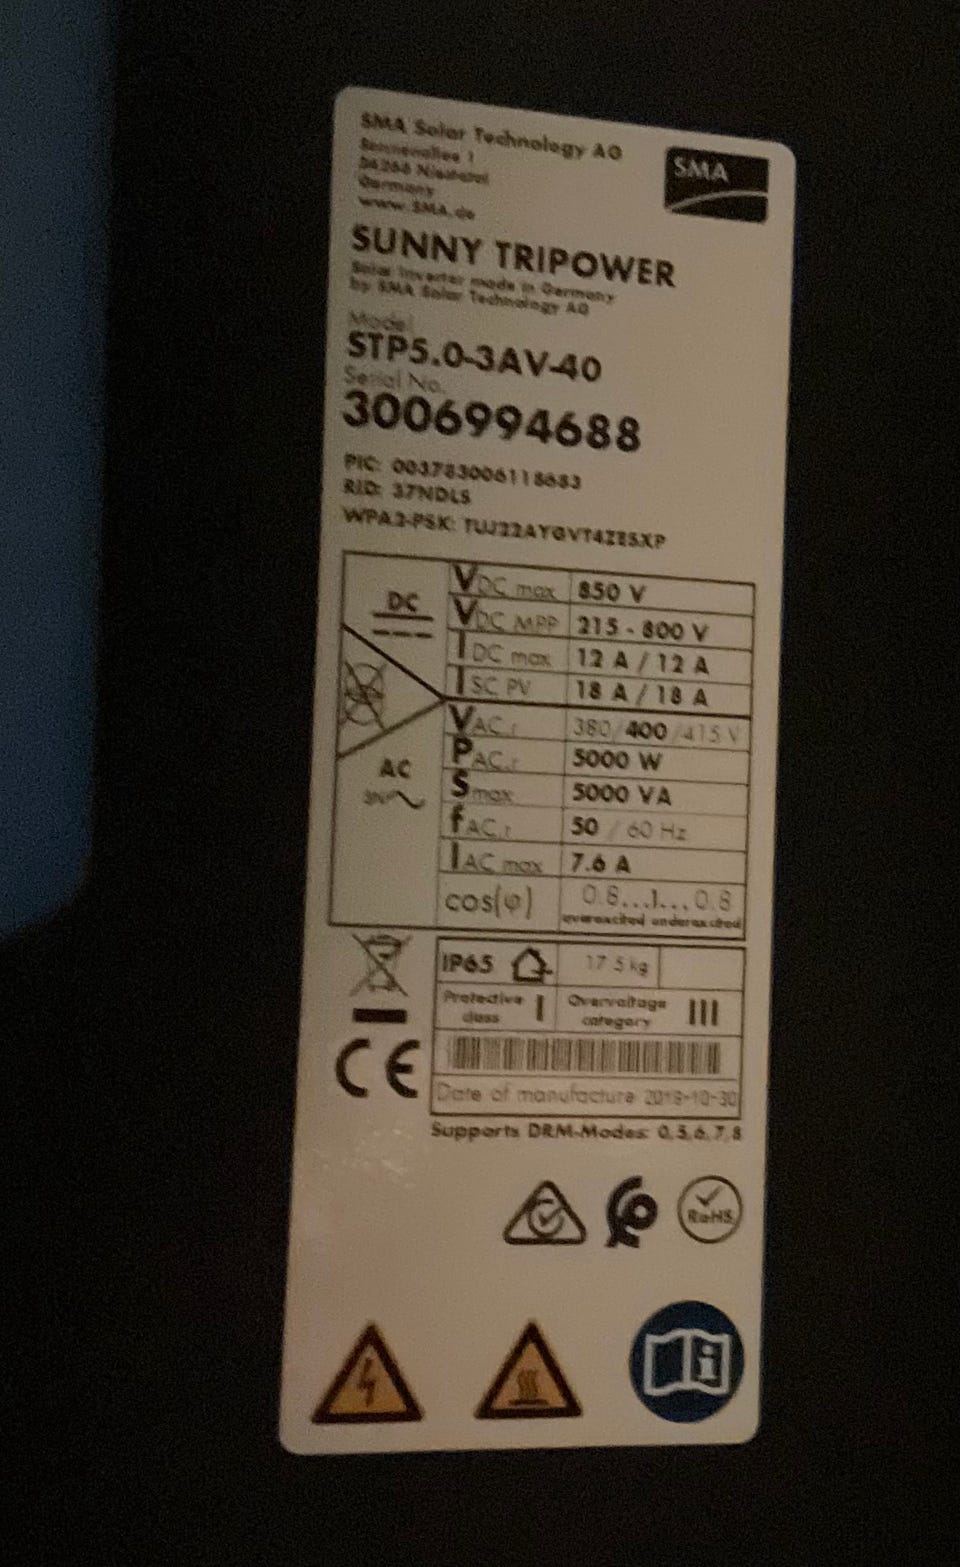 SMA Solar Technology AG
Sonnenallee 1
34266 Niestetal
Germany
www.SMA.de
SMA
SUNNY TRIPOWER
Solar Inverter made in Germany
by SMA Solar Technology AG
Model
STP5.0-3AV-40
Serial No.
3006994688
PIC: 003783006118683
RID: 37NDLS
WPA2-PSK:
DC
VDC max 850 V
VDC MPP 215 - 800 V
IDC max 12 A / 12 A
ISC PV 18 A / 18 A
AC
VAC,r 380/400/415 V
PAC,r 5000 W
Smax 5000 VA
fAC,r 50 / 60 Hz
IAC max 7.6 A
cos(φ) 0.8...1...0.8
overexcited underexcited
IP65 17.5 kg
Protective class I Overvoltage category III
CE
Date of manufacture
Supports DRM-Modes: 0,5,6,7,8
RoHS